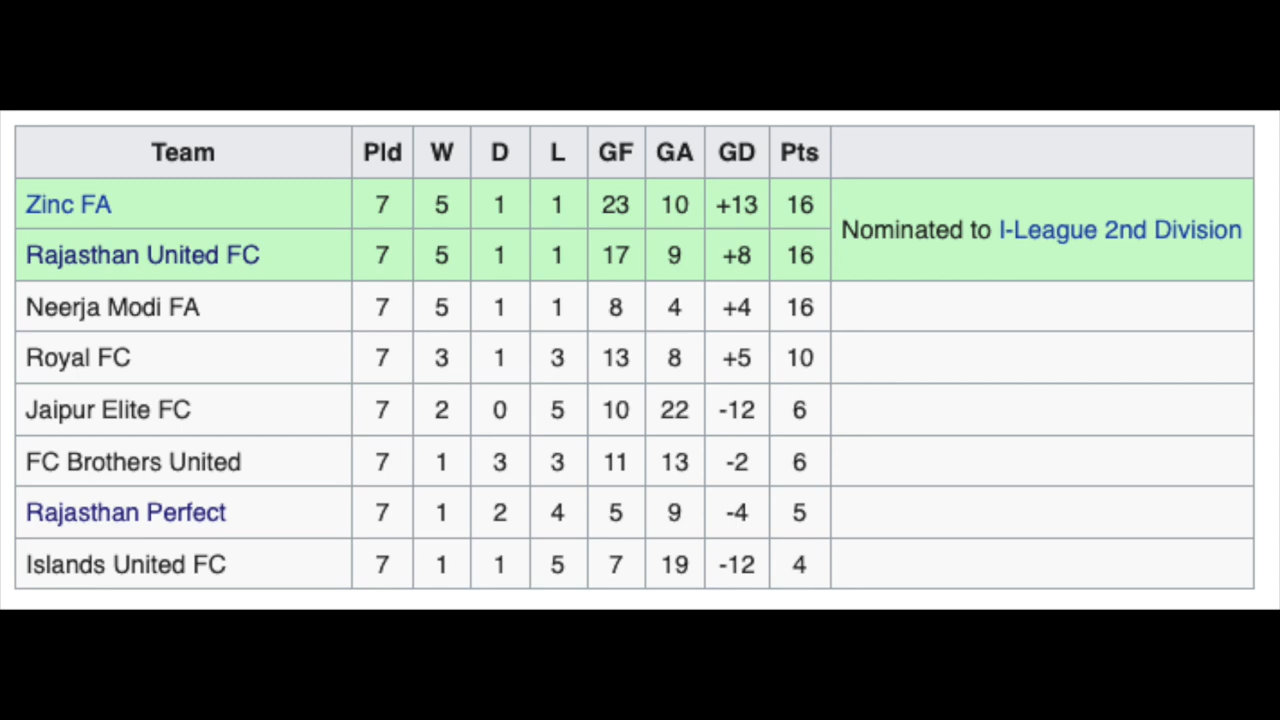 Team Pld W D L GF GA GD Pts
Zinc FA 7 5 1 1 23 10 +13 16
Nominated to I-League 2nd Division
Rajasthan United FC 7 5 1 1 17 9 +8 16
Neerja Modi FA 7 5 1 1 8 4 +4 16
Royal FC 7 3 1 3 13 8 +5 10
Jaipur Elite FC 7 2 0 5 10 22 -12 6
FC Brothers United 7 1 3 3 11 13 -2 6
Rajasthan Perfect 7 1 2 4 5 9 -4 5
Islands United FC 7 1 1 5 7 19 -12 4